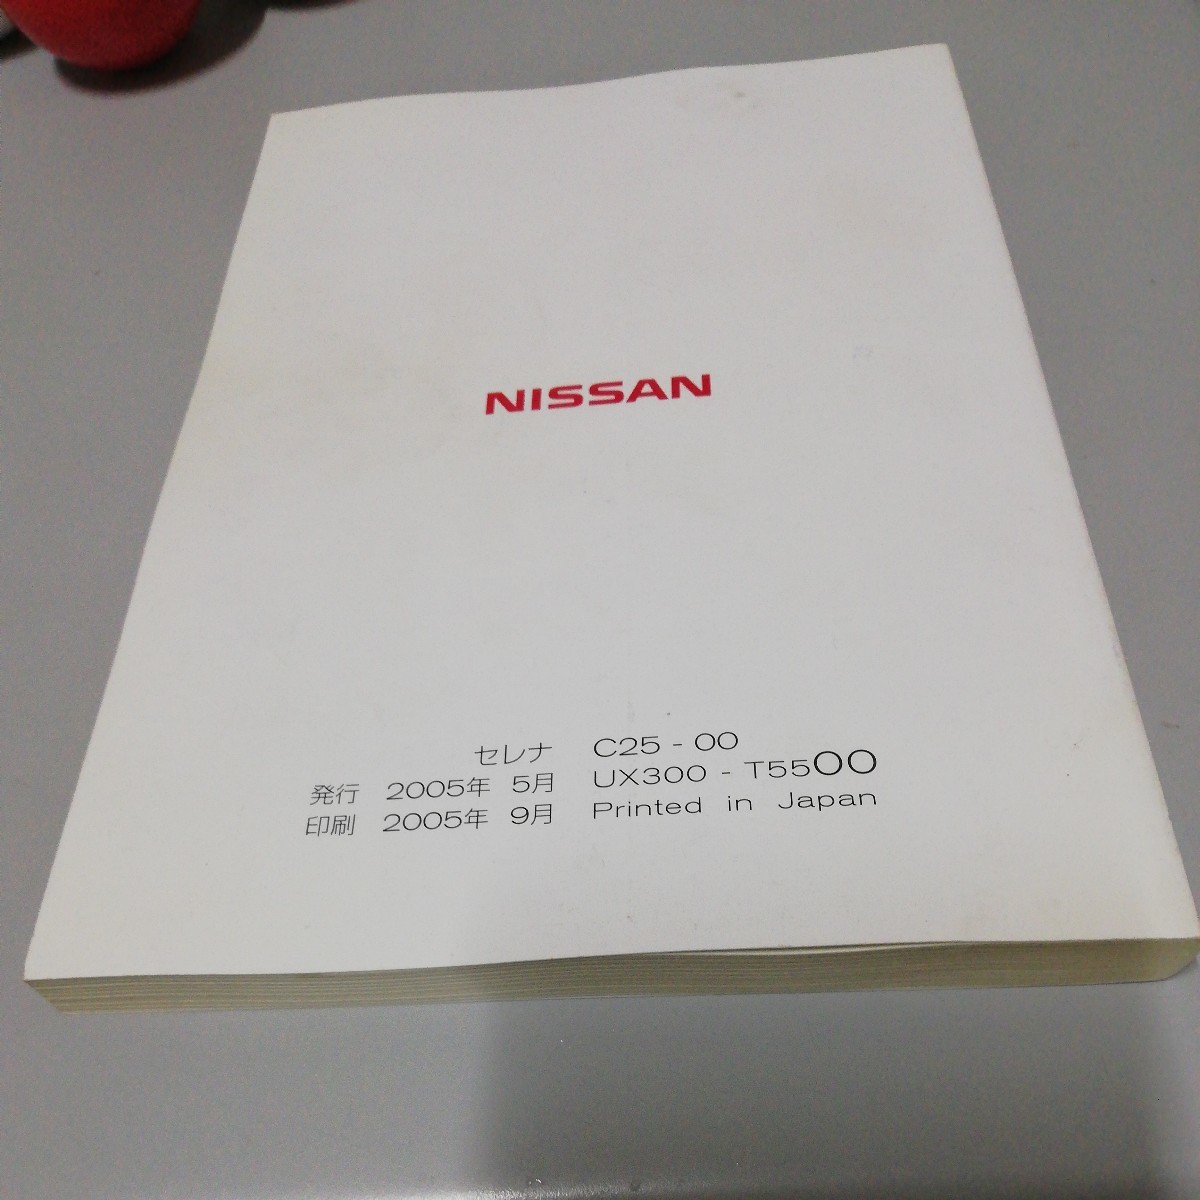 NISSAN
セレナ C25 - 00
発行 2005年 5月 UX300 - T5500
印刷 2005年 9月 Printed in Japan